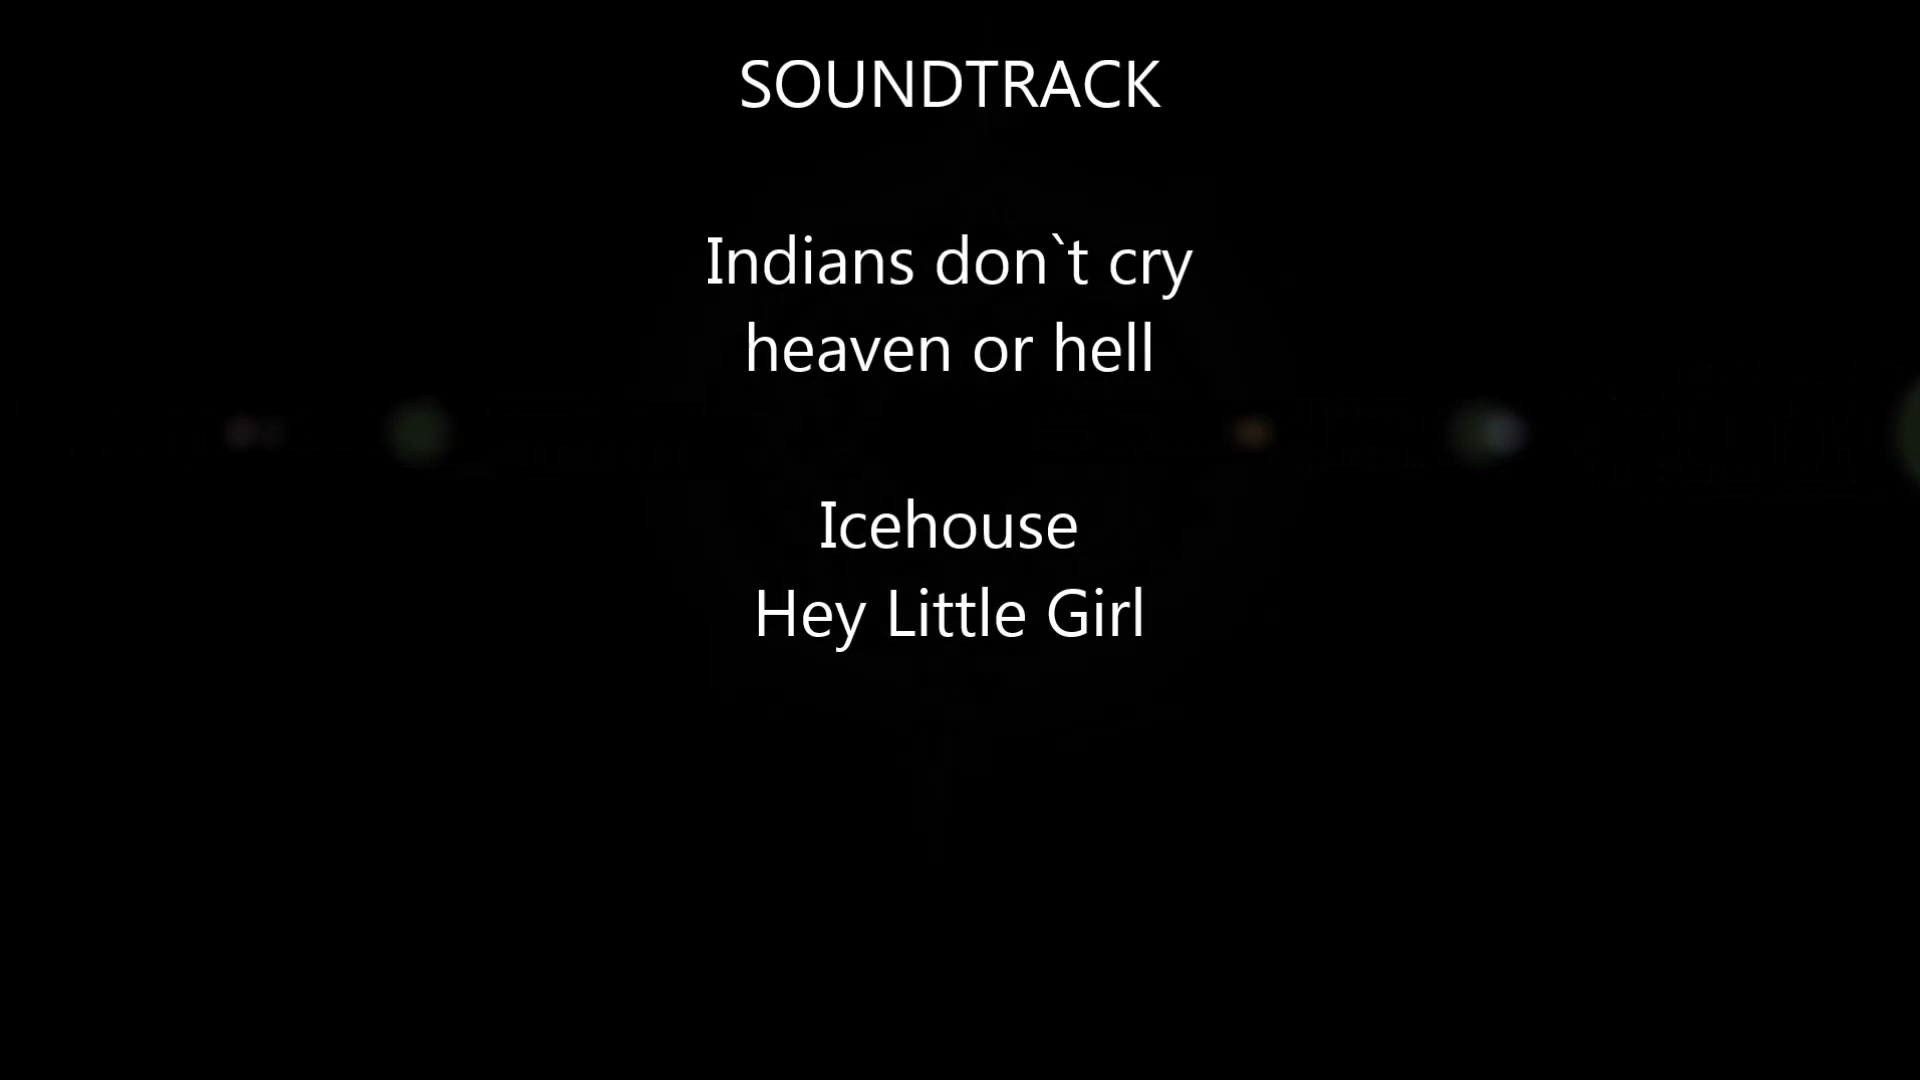 SOUNDTRACK
Indians don`t cry
heaven or hell
Icehouse
Hey Little Girl